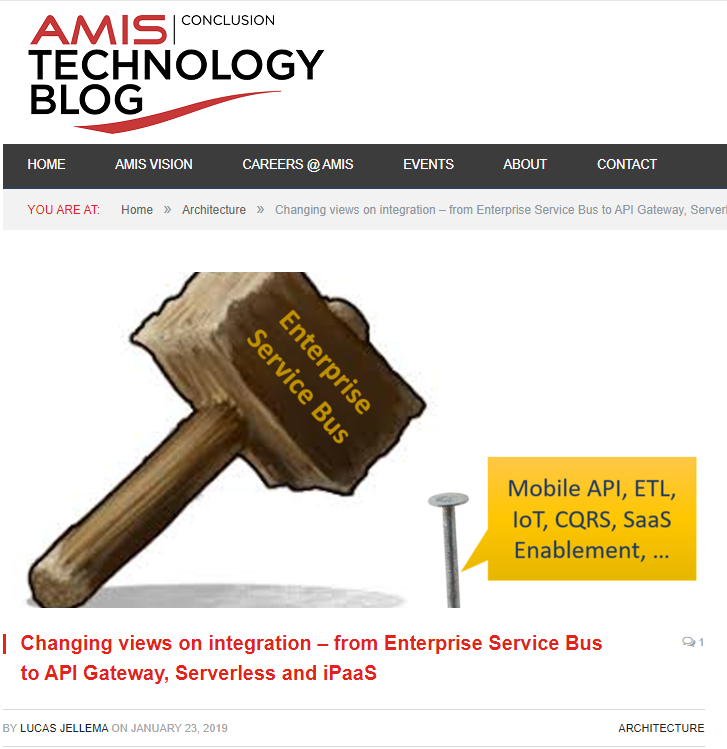 AMIS | CONCLUSION
TECHNOLOGY
BLOG
HOME AMIS VISION CAREERS @ AMIS EVENTS ABOUT CONTACT
YOU ARE AT: Home » Architecture » Changing views on integration – from Enterprise Service Bus to API Gateway, Server
Enterprise
Service Bus
Mobile API, ETL,
IoT, CQRS, SaaS
Enablement, ...
Changing views on integration – from Enterprise Service Bus
to API Gateway, Serverless and iPaaS
1
BY LUCAS JELLEMA ON JANUARY 23, 2019 ARCHITECTURE